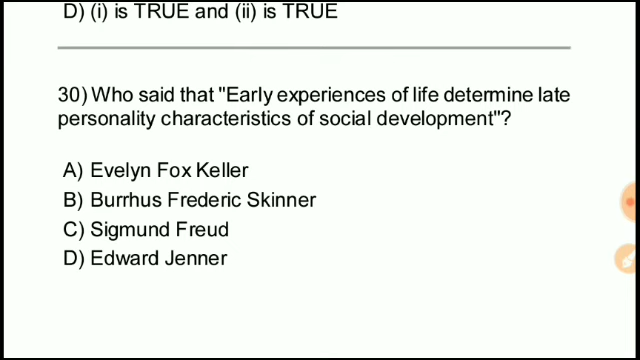 D) (i) is TRUE and (ii) is TRUE
30) Who said that "Early experiences of life determine late
personality characteristics of social development"?
A) Evelyn Fox Keller
B) Burrhus Frederic Skinner
C) Sigmund Freud
D) Edward Jenner